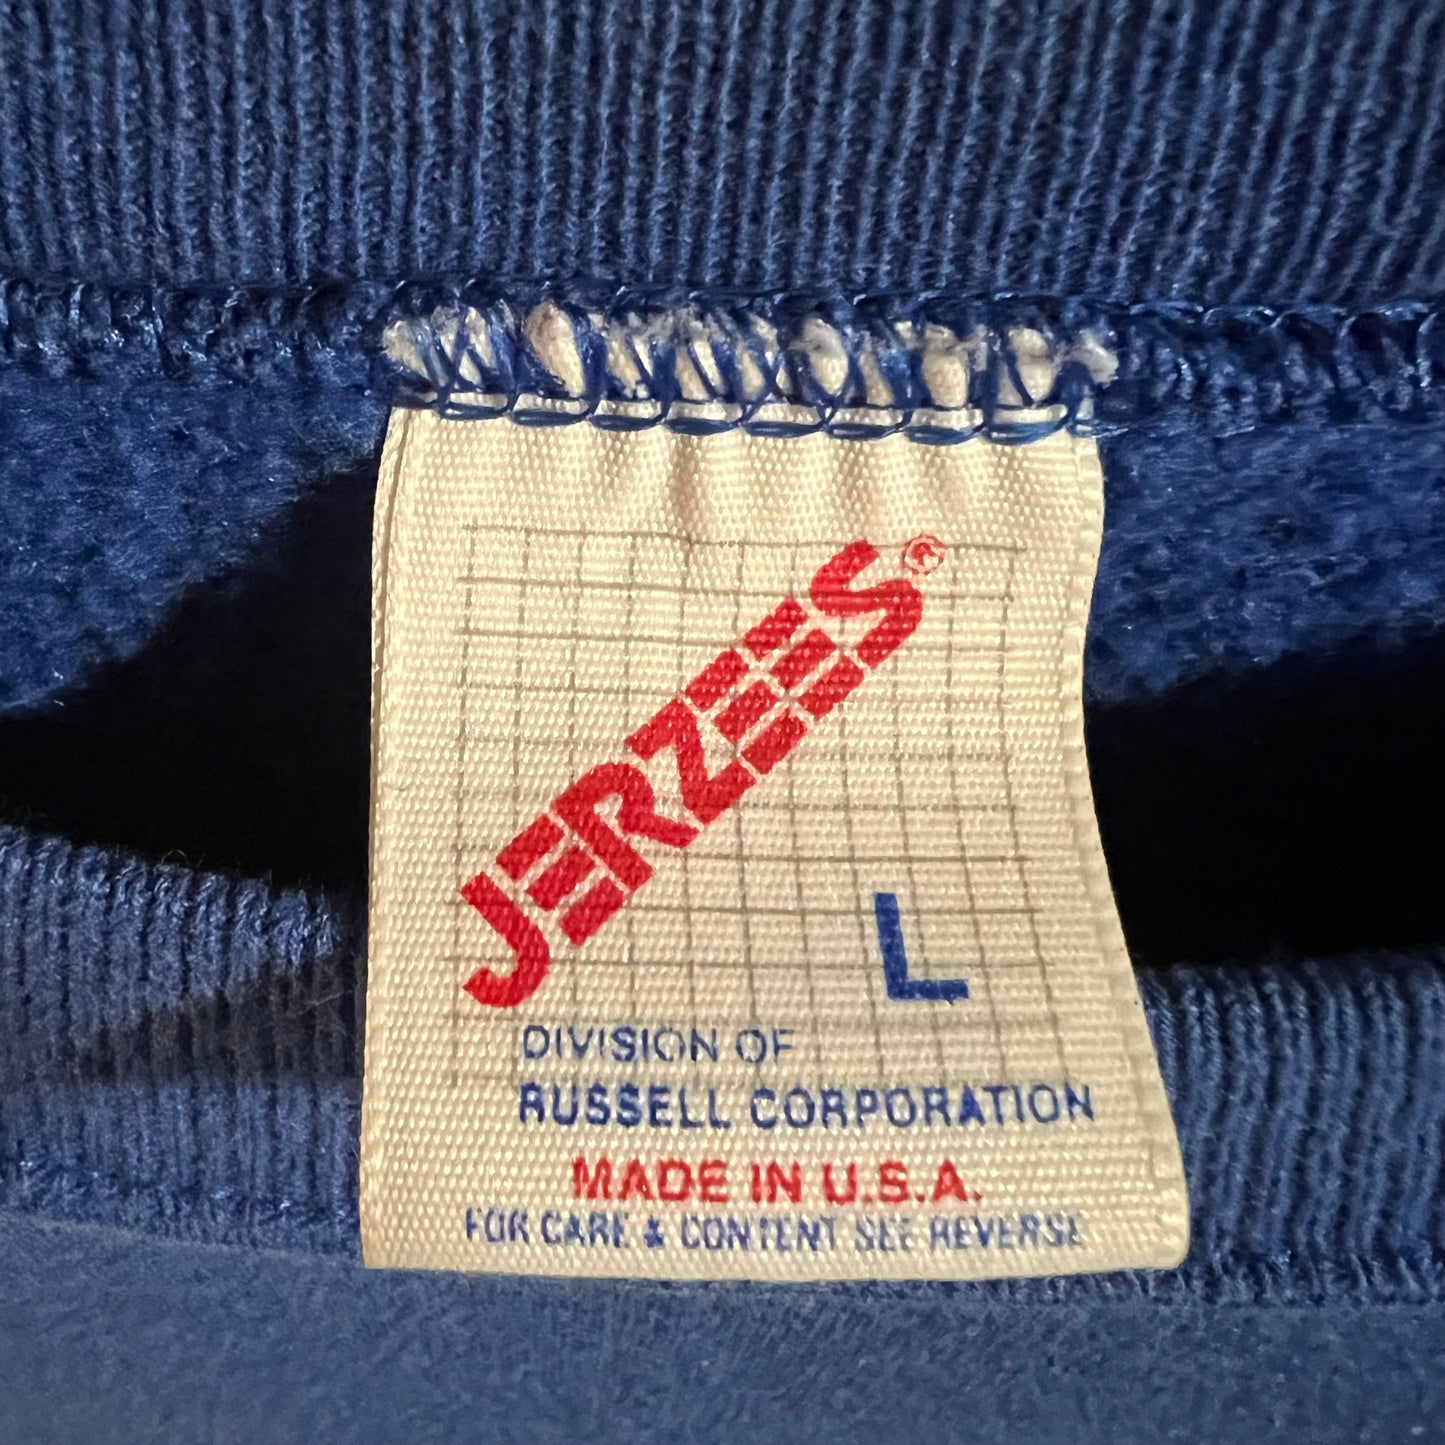 JERZEES®
L
DIVISION OF
RUSSELL CORPORATION
MADE IN U.S.A.
FOR CARE & CONTENT SEE REVERSE